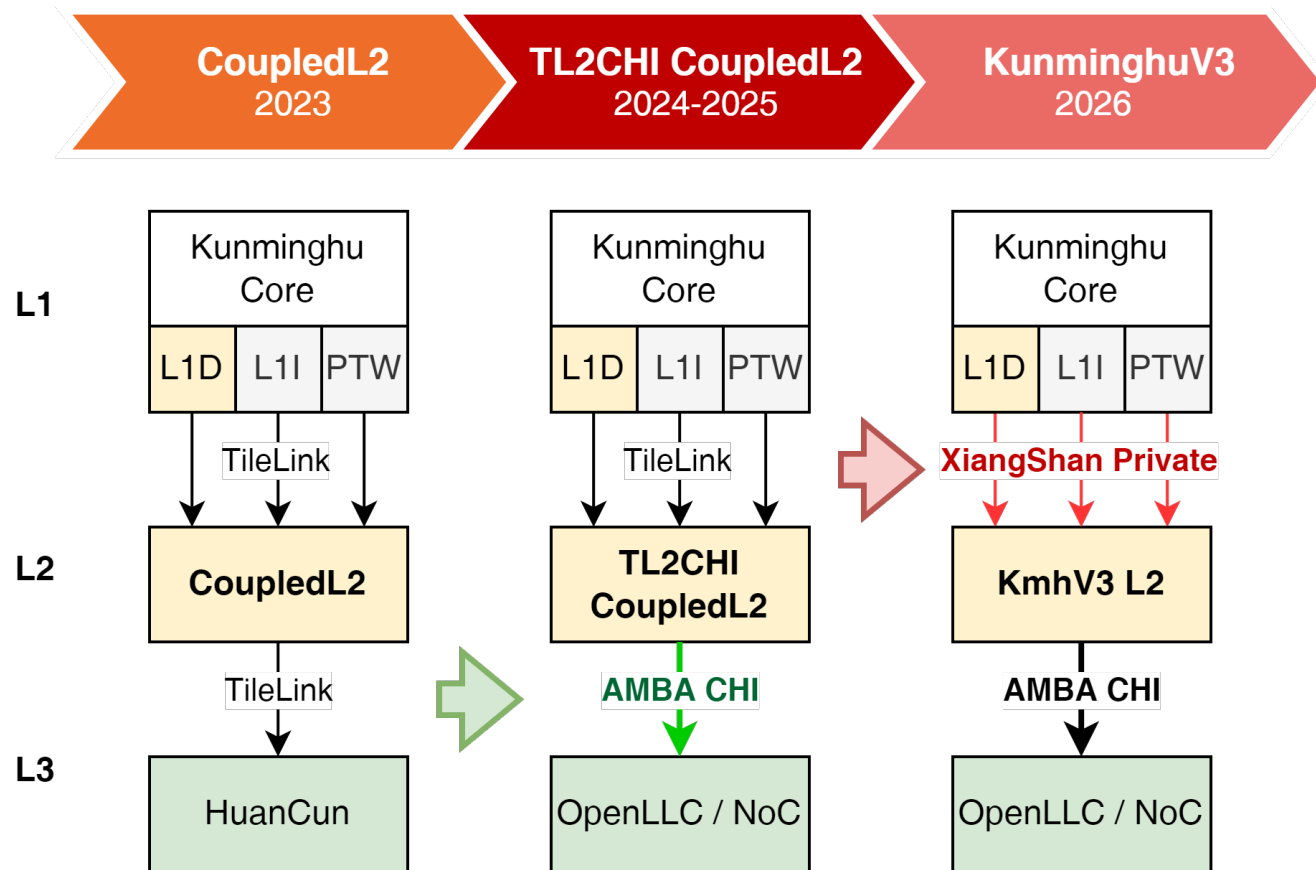 CoupledL2
2023
TL2CHI CoupledL2
2024-2025
KunminghuV3
2026
L1
Kunminghu
Core
L1D
L1I
PTW
Kunminghu
Core
L1D
L1I
PTW
Kunminghu
Core
L1D
L1I
PTW
TileLink
TileLink
XiangShan Private
L2
CoupledL2
TL2CHI
CoupledL2
KmhV3 L2
TileLink
AMBA CHI
AMBA CHI
L3
HuanCun
OpenLLC / NoC
OpenLLC / NoC